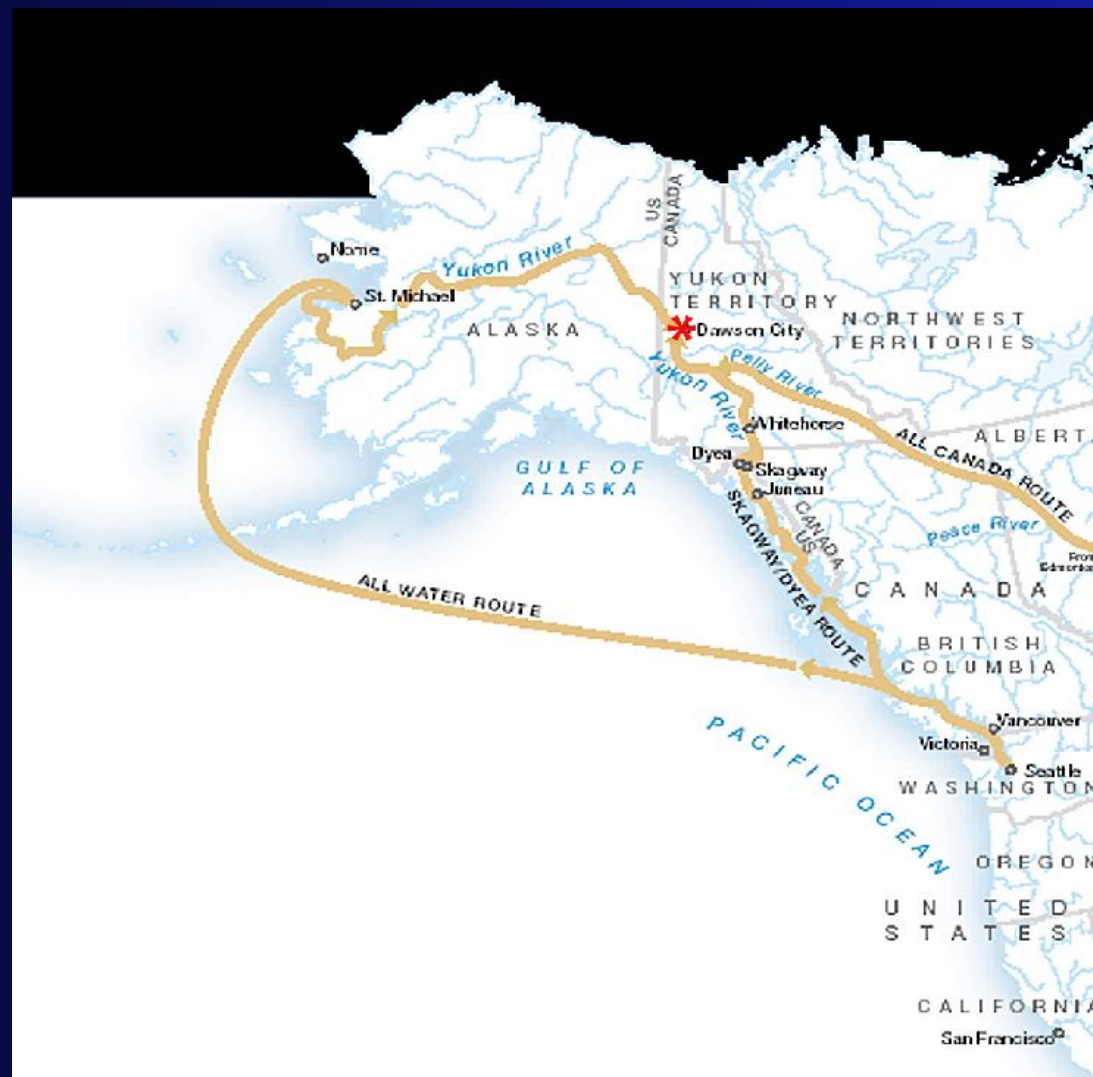 US
CANADA
Nome
Yukon River
St. Michael
ALASKA
YUKON
TERRITORY
Dawson City
NORTHWEST
TERRITORIES
Yukon River
Pelly River
Whitehorse
ALL CANADA ROUTE
ALBERT
Dyea
Skagway
Juneau
GULF OF
ALASKA
SKAGWAY/DYEA ROUTE
CANADA
US
Peace River
From
Edmonton
ALL WATER ROUTE
CANADA
BRITISH
COLUMBIA
Vancouver
Victoria
Seattle
WASHINGTON
PACIFIC OCEAN
OREGON
UNITED
STATES
CALIFORNIA
San Francisco